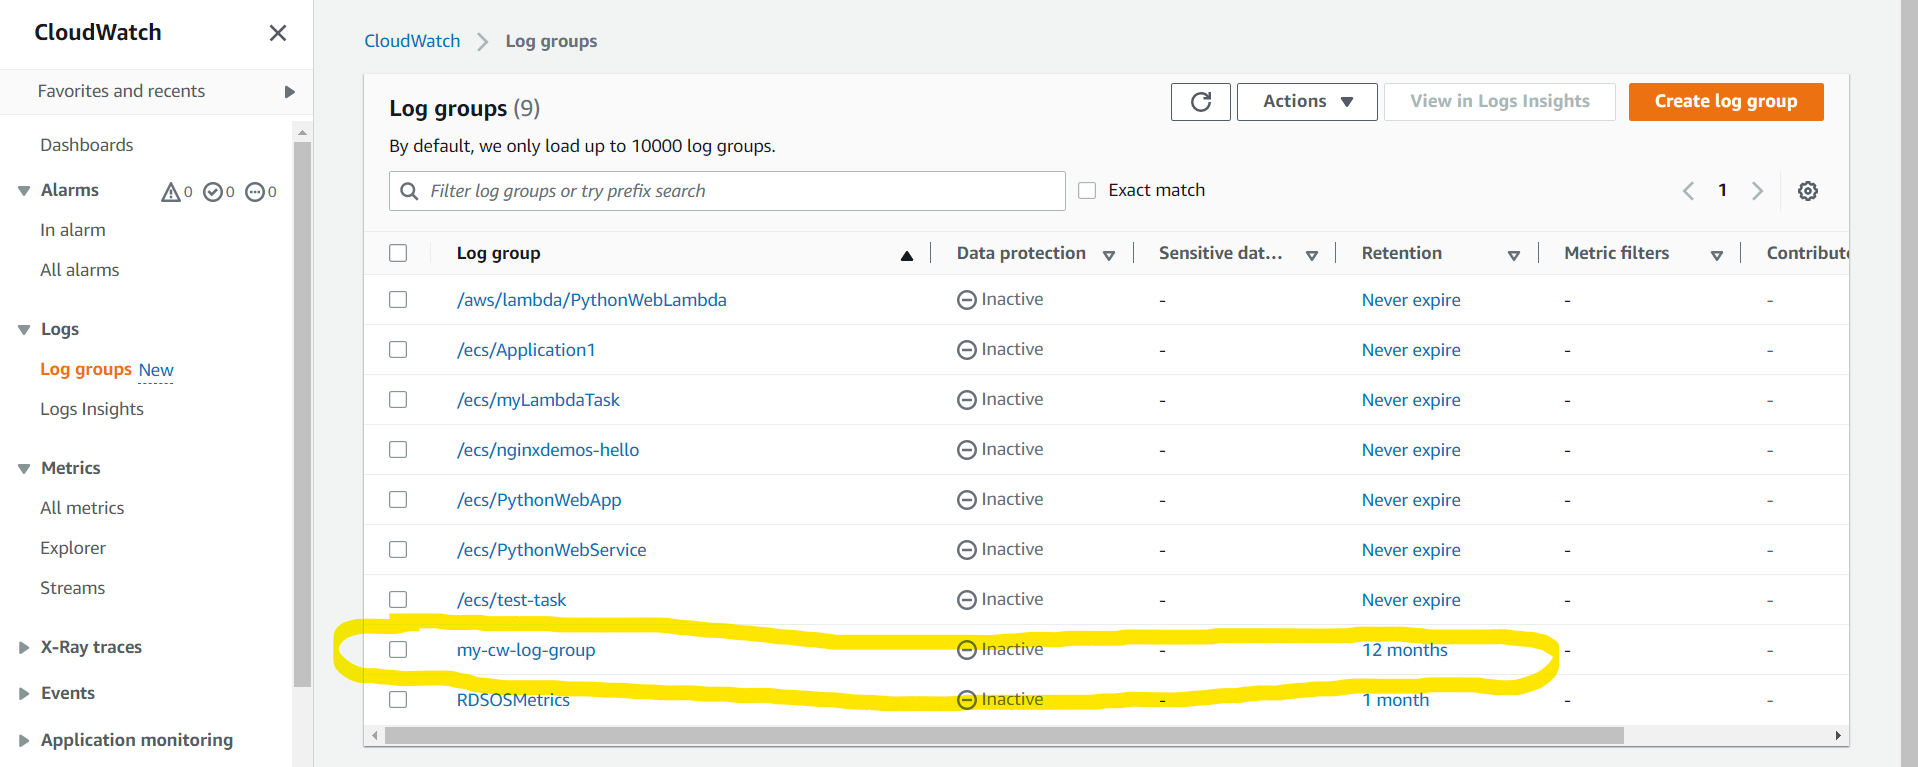 CloudWatch
Favorites and recents
Dashboards
Alarms 0 0 0
In alarm
All alarms
Logs
Log groups New
Logs Insights
Metrics
All metrics
Explorer
Streams
X-Ray traces
Events
Application monitoring
CloudWatch Log groups
Log groups (9) Actions View in Logs Insights Create log group
By default, we only load up to 10000 log groups.
Filter log groups or try prefix search Exact match 1
Log group Data protection Sensitive dat... Retention Metric filters Contribut
/aws/lambda/PythonWebLambda Inactive - Never expire - -
/ecs/Application1 Inactive - Never expire - -
/ecs/myLambdaTask Inactive - Never expire - -
/ecs/nginxdemos-hello Inactive - Never expire - -
/ecs/PythonWebApp Inactive - Never expire - -
/ecs/PythonWebService Inactive - Never expire - -
/ecs/test-task Inactive - Never expire - -
my-cw-log-group Inactive - 12 months - -
RDSOSMetrics Inactive - 1 month - -